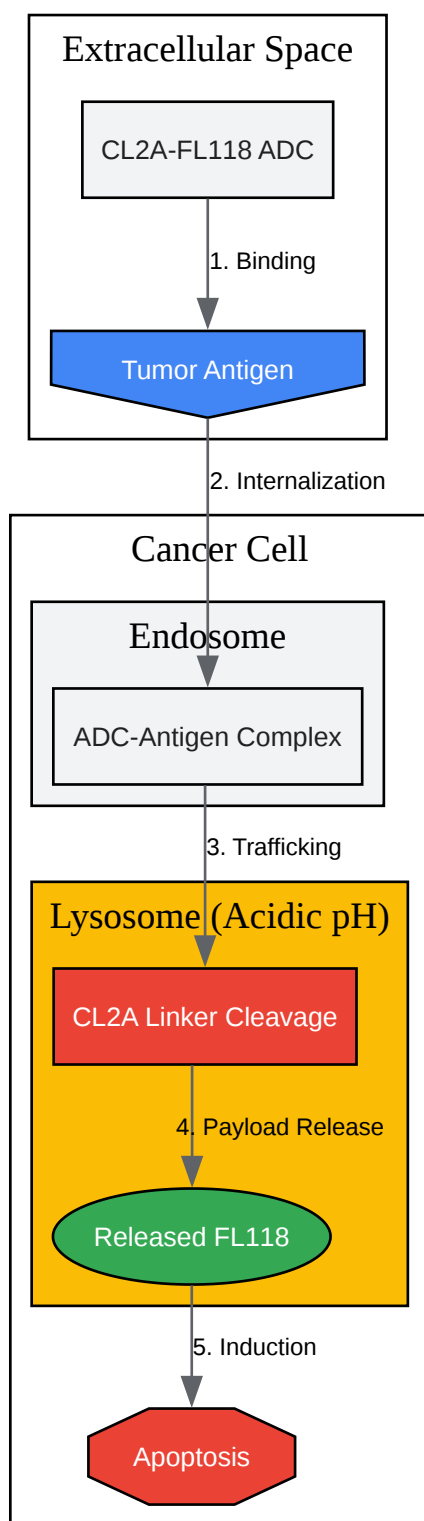 Extracellular Space
CL2A-FL118 ADC
1. Binding
Tumor Antigen
2. Internalization
Cancer Cell
Endosome
ADC-Antigen Complex
3. Trafficking
Lysosome (Acidic pH)
CL2A Linker Cleavage
4. Payload Release
Released FL118
5. Induction
Apoptosis